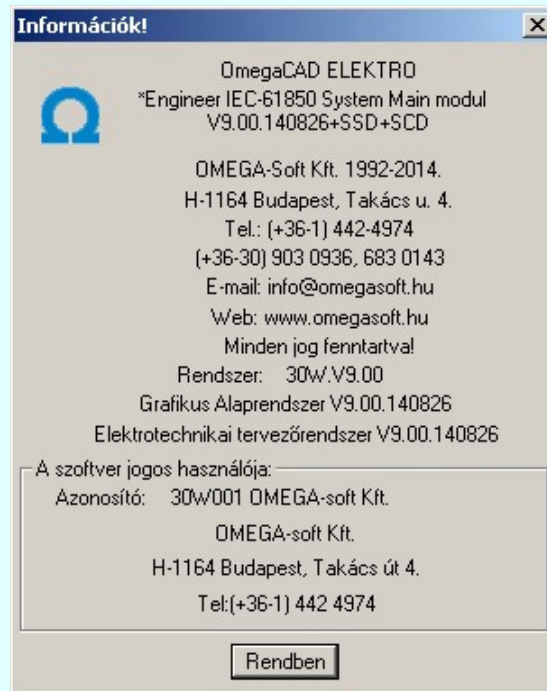 Információk!
OmegaCAD ELEKTRO
*Engineer IEC-61850 System Main modul
V9.00.140826+SSD+SCD
OMEGA-Soft Kft. 1992-2014.
H-1164 Budapest, Takács u. 4.
Tel.: (+36-1) 442-4974
(+36-30) 903 0936, 683 0143
E-mail: info@omegasoft.hu
Web: www.omegasoft.hu
Minden jog fenntartva!
Rendszer: 30W.V9.00
Grafikus Alaprendszer V9.00.140826
Elektrotechnikai tervezőrendszer V9.00.140826
A szoftver jogos használója:
Azonosító: 30W001 OMEGA-soft Kft.
OMEGA-soft Kft.
H-1164 Budapest, Takács út 4.
Tel:(+36-1) 442 4974
Rendben